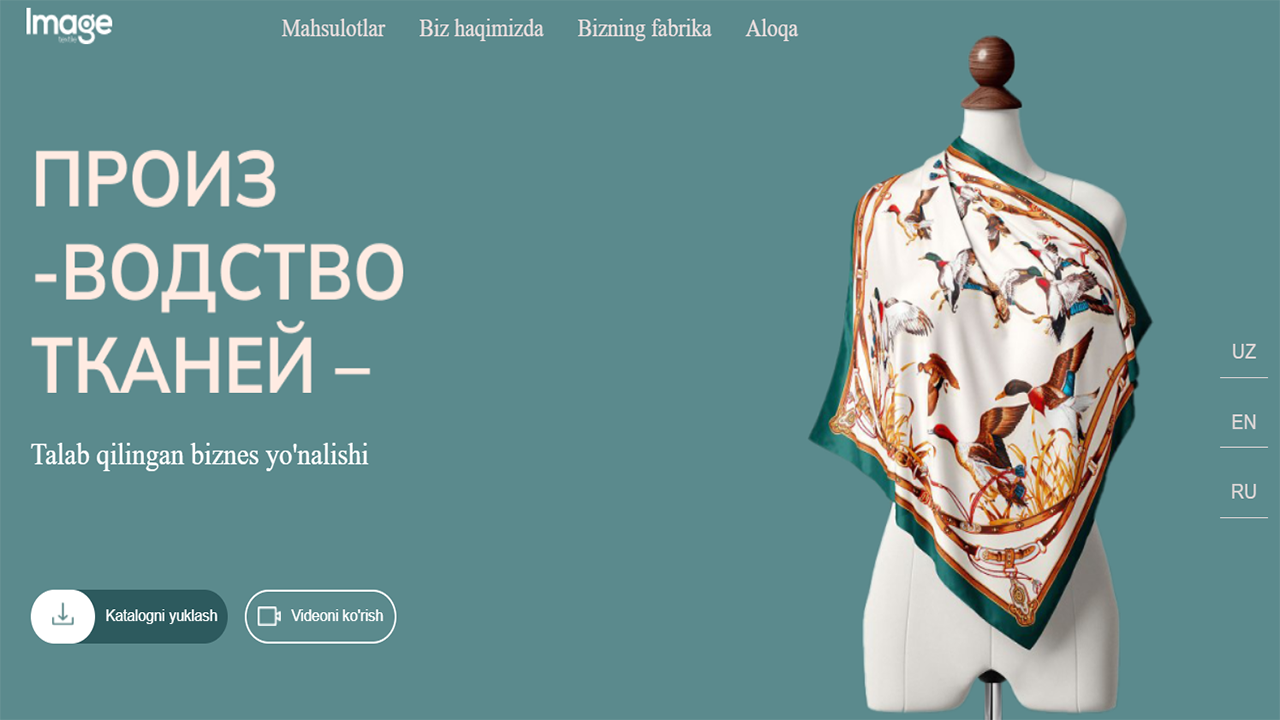 Image
textile
Mahsulotlar
Biz haqimizda
Bizning fabrika
Aloqa
ПРОИЗ
-ВОДСТВО
ТКАНЕЙ –
Talab qilingan biznes yo'nalishi
Katalogni yuklash
Videoni ko'rish
UZ
EN
RU